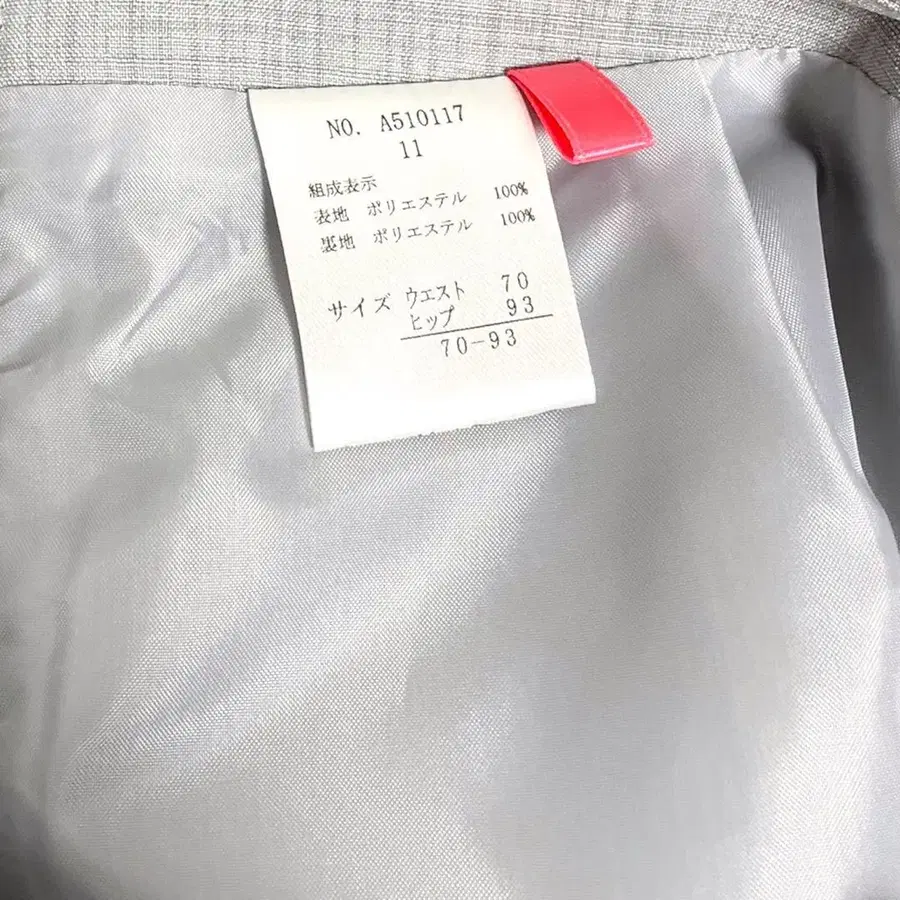 NO. A510117
11
組成表示
表地 ポリエステル 100%
裏地 ポリエステル 100%
サイズ ウエスト 70
ヒップ 93
70-93